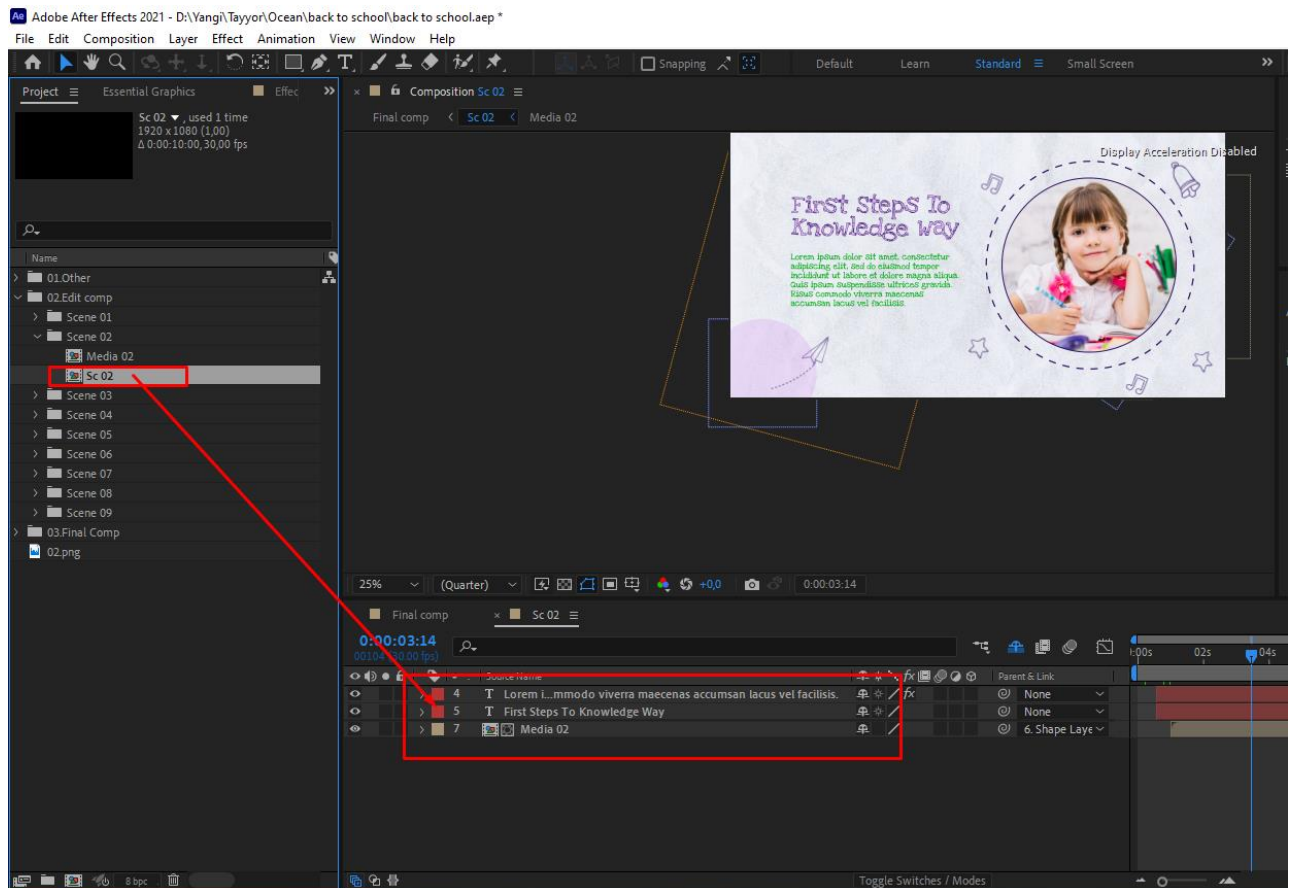 Ae Adobe After Effects 2021 - D:\Yangi\Tayyor\Ocean\back to school\back to school.aep *
File Edit Composition Layer Effect Animation View Window Help
Snapping Default Learn Standard Small Screen
Project Essential Graphics Effec
Sc 02 , used 1 time
1920 x 1080 (1,00)
Δ 0:00:10:00, 30,00 fps
Name
01.Other
02.Edit comp
Scene 01
Scene 02
Media 02
Sc 02
Scene 03
Scene 04
Scene 05
Scene 06
Scene 07
Scene 08
Scene 09
03.Final Comp
02.png
8 bpc
Composition Sc 02
Final comp Sc 02 Media 02
Display Acceleration Disabled
First Steps To
Knowledge Way
Lorem ipsum dolor sit amet, consectetur
adipiscing elit, sed do eiusmod tempor
incididunt ut labore et dolore magna aliqua.
Quis ipsum suspendisse ultrices gravida.
Risus commodo viverra maecenas
accumsan lacus vel facilisis.
25% (Quarter) +0,0 0:00:03:14
Final comp Sc 02
0:00:03:14
00104 (30.00 fps)
:00s 02s 04s
Source Name Parent & Link
4 T Lorem i...mmodo viverra maecenas accumsan lacus vel facilisis. fx None
5 T First Steps To Knowledge Way None
7 Media 02 6. Shape Laye
Toggle Switches / Modes